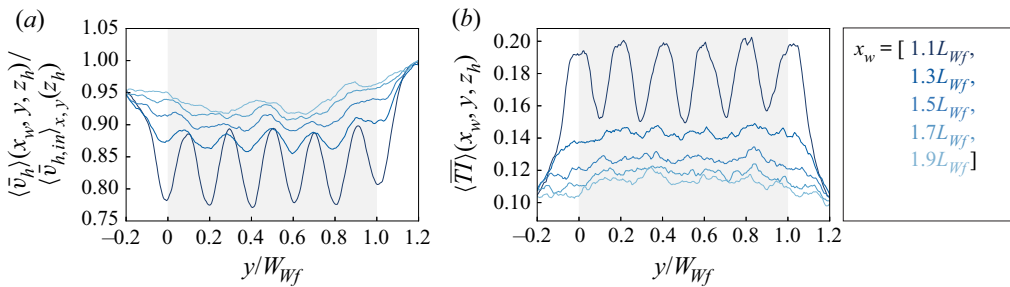 (a)
⟨v̄h⟩(xw, y, zh)/
⟨v̄h,in⟩x,y(zh)
1.05
1.00
0.95
0.90
0.85
0.80
0.75
–0.2 0 0.2 0.4 0.6 0.8 1.0 1.2
y/WWf
(b)
⟨T̅I̅⟩(xw, y, zh)
0.20
0.18
0.16
0.14
0.12
0.10
–0.2 0 0.2 0.4 0.6 0.8 1.0 1.2
y/WWf
xw = [ 1.1LWf,
1.3LWf,
1.5LWf,
1.7LWf,
1.9LWf]